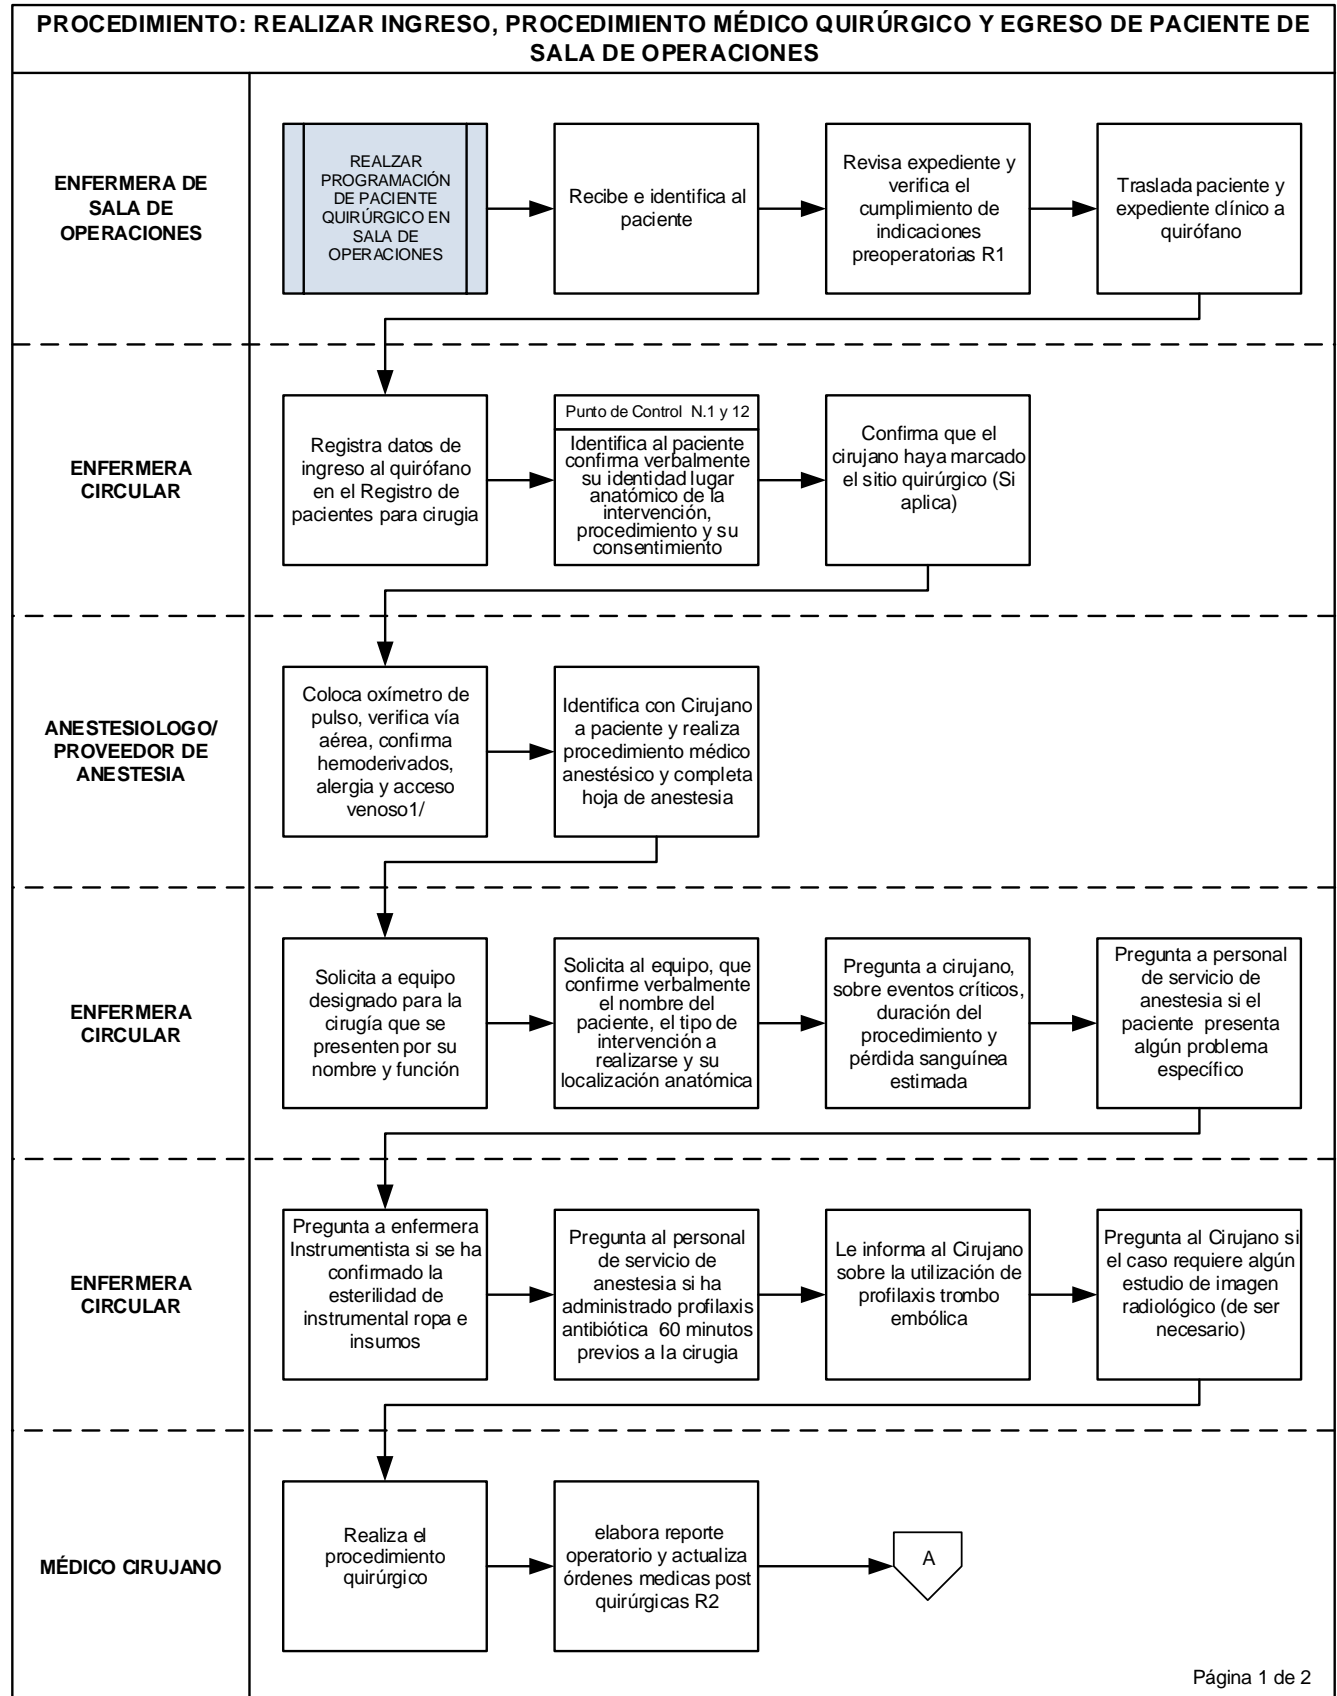 PROCEDIMIENTO: REALIZAR INGRESO, PROCEDIMIENTO MÉDICO QUIRÚRGICO Y EGRESO DE PACIENTE DE
SALA DE OPERACIONES
ENFERMERA DE
SALA DE
OPERACIONES
REALZAR
PROGRAMACIÓN
DE PACIENTE
QUIRÚRGICO EN
SALA DE
OPERACIONES
Recibe e identifica al
paciente
Revisa expediente y
verifica el
cumplimiento de
indicaciones
preoperatorias R1
Traslada paciente y
expediente clínico a
quirófano
ENFERMERA
CIRCULAR
Registra datos de
ingreso al quirófano
en el Registro de
pacientes para cirugia
Punto de Control N.1 y 12
Identifica al paciente
confirma verbalmente
su identidad lugar
anatómico de la
intervención,
procedimiento y su
consentimiento
Confirma que el
cirujano haya marcado
el sitio quirúrgico (Si
aplica)
ANESTESIOLOGO/
PROVEEDOR DE
ANESTESIA
Coloca oxímetro de
pulso, verifica vía
aérea, confirma
hemoderivados,
alergia y acceso
venoso1/
Identifica con Cirujano
a paciente y realiza
procedimiento médico
anestésico y completa
hoja de anestesia
ENFERMERA
CIRCULAR
Solicita a equipo
designado para la
cirugía que se
presenten por su
nombre y función
Solicita al equipo, que
confirme verbalmente
el nombre del
paciente, el tipo de
intervención a
realizarse y su
localización anatómica
Pregunta a cirujano,
sobre eventos críticos,
duración del
procedimiento y
pérdida sanguínea
estimada
Pregunta a personal
de servicio de
anestesia si el
paciente presenta
algún problema
específico
ENFERMERA
CIRCULAR
Pregunta a enfermera
Instrumentista si se ha
confirmado la
esterilidad de
instrumental ropa e
insumos
Pregunta al personal
de servicio de
anestesia si ha
administrado profilaxis
antibiótica 60 minutos
previos a la cirugia
Le informa al Cirujano
sobre la utilización de
profilaxis trombo
embólica
Pregunta al Cirujano si
el caso requiere algún
estudio de imagen
radiológico (de ser
necesario)
MÉDICO CIRUJANO
Realiza el
procedimiento
quirúrgico
elabora reporte
operatorio y actualiza
órdenes medicas post
quirúrgicas R2
A
Página 1 de 2